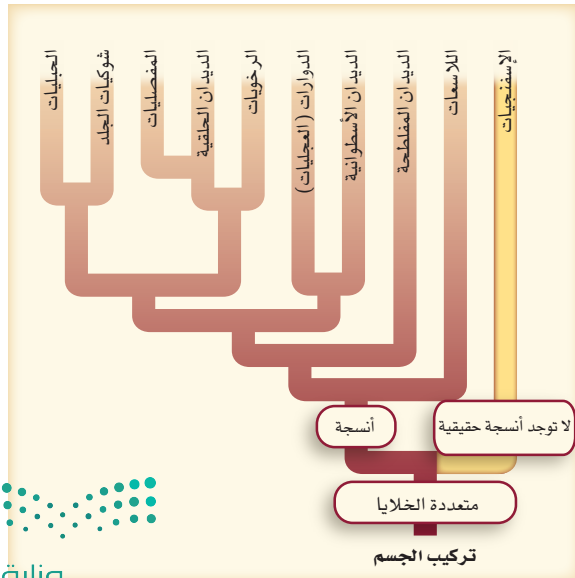 الإسفنجيات
اللاسعات
الديدان المفلطحة
الديدان الأسطوانية
الدوارات (العجليات)
الرخويات
الديدان الحلقية
المفصليات
شوكيات الجلد
الحبليات
لا توجد أنسجة حقيقية
أنسجة
متعددة الخلايا
تركيب الجسم